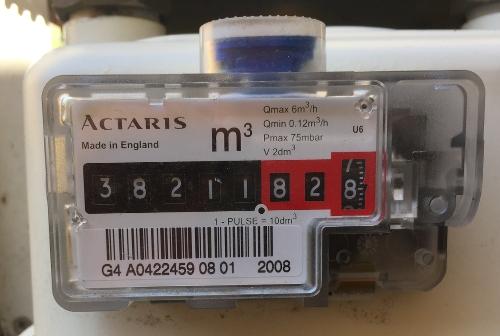 ACTARIS
Made in England
m³
Qmax 6m³/h
Qmin 0.12m³/h
Pmax 75mbar
V 2dm³
U6
3 8 2 1 1 8 2 8
1 - PULSE = 10dm³
G4 A0422459 08 01 2008